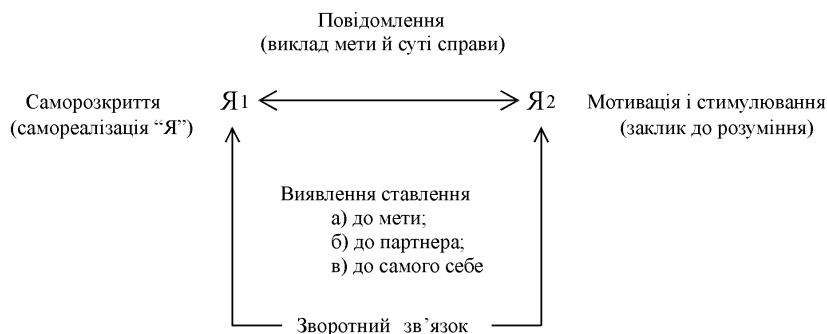 Повідомлення
(виклад мети й суті справи)
Саморозкриття
(самореалізація “Я”)
Я1
Я2
Мотивація і стимулювання
(заклик до розуміння)
Виявлення ставлення
а) до мети;
б) до партнера;
в) до самого себе
Зворотний зв’язок